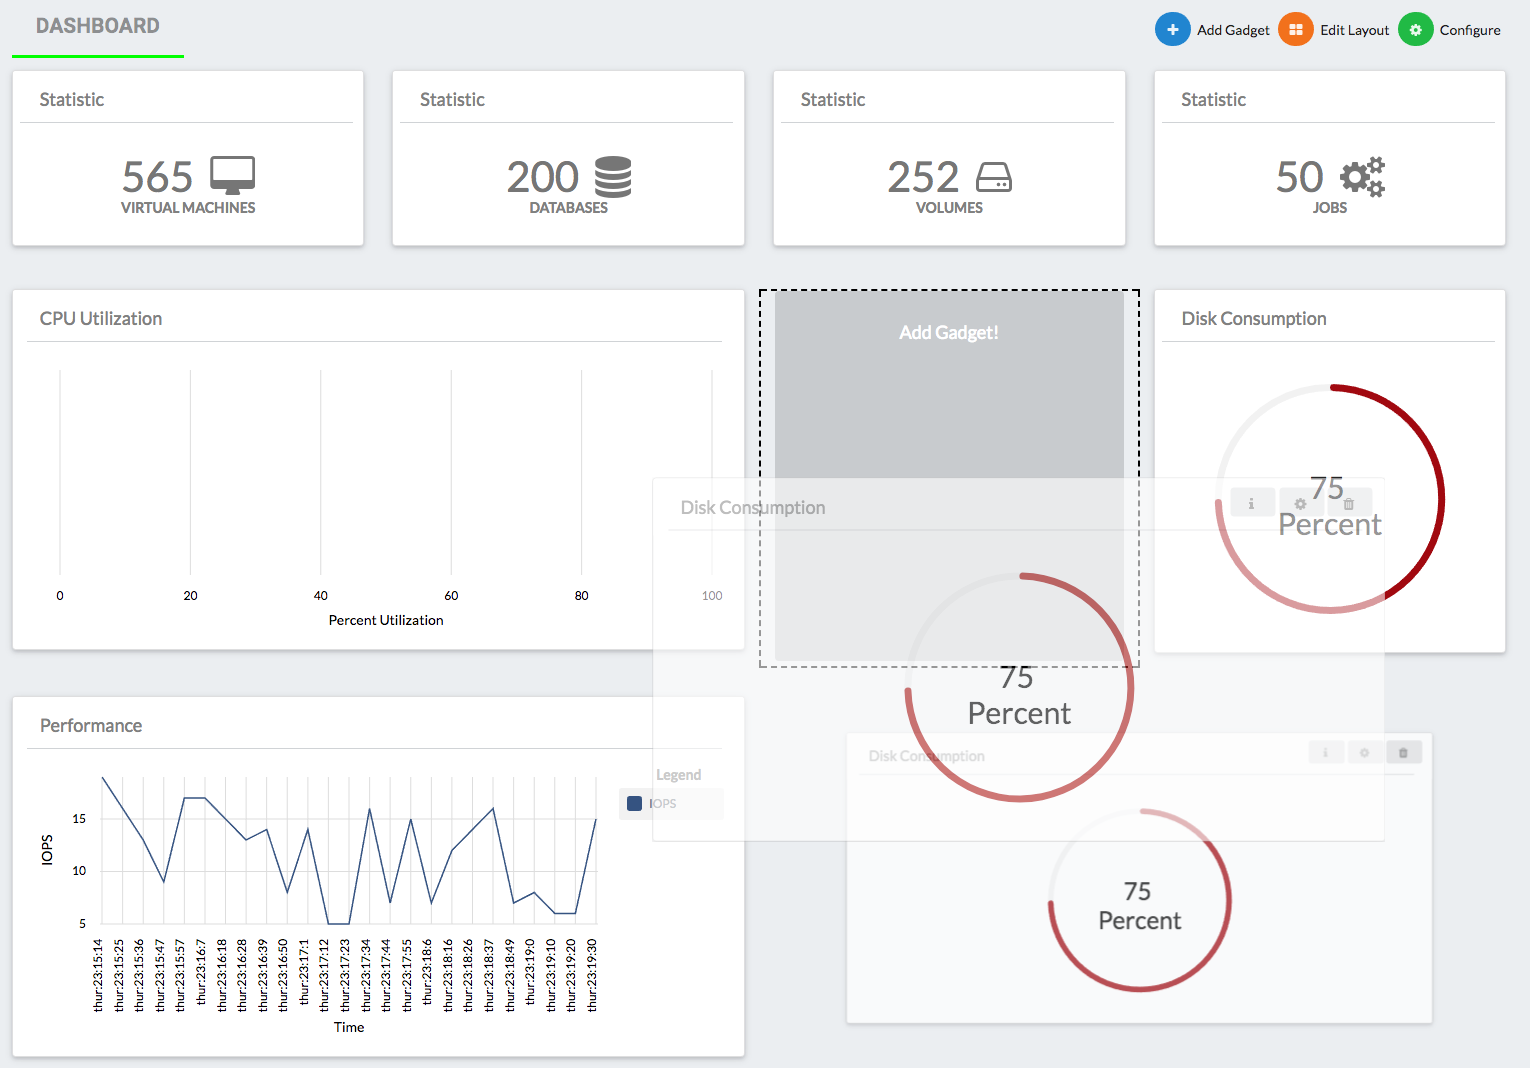 DASHBOARD
Add Gadget
Edit Layout
Configure
Statistic
565
VIRTUAL MACHINES
Statistic
200
DATABASES
Statistic
252
VOLUMES
Statistic
50
JOBS
CPU Utilization
0 20 40 60 80 100
Percent Utilization
Add Gadget!
Disk Consumption
75
Percent
Disk Consumption
75
Percent
Performance
Legend
IOPS
IOPS
15
10
5
thur:23:15:14
thur:23:15:25
thur:23:15:36
thur:23:15:47
thur:23:15:57
thur:23:16:7
thur:23:16:18
thur:23:16:28
thur:23:16:39
thur:23:16:50
thur:23:17:1
thur:23:17:12
thur:23:17:23
thur:23:17:34
thur:23:17:44
thur:23:17:55
thur:23:18:6
thur:23:18:16
thur:23:18:26
thur:23:18:37
thur:23:18:49
thur:23:19:0
thur:23:19:10
thur:23:19:20
thur:23:19:30
Time
Disk Consumption
75
Percent